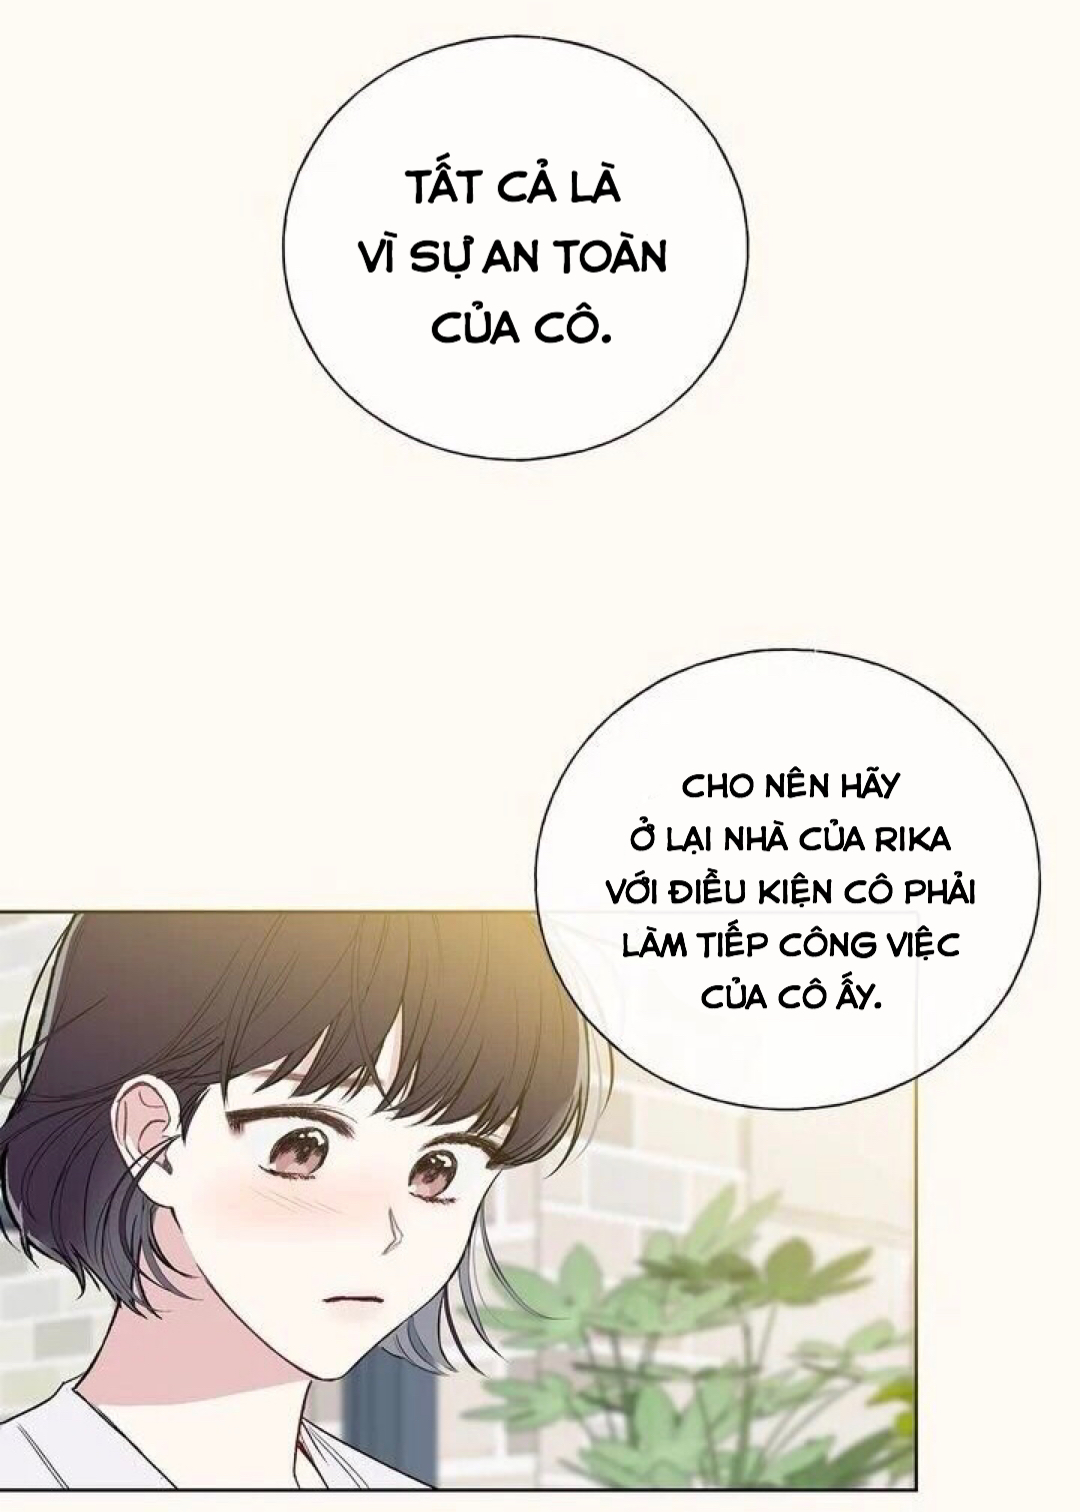 TẤT CẢ LÀ
VÌ SỰ AN TOÀN
CỦA CÔ.
CHO NÊN HÃY
Ở LẠI NHÀ CỦA RIKA
VỚI ĐIỀU KIỆN CÔ PHẢI
LÀM TIẾP CÔNG VIỆC
CỦA CÔ ẤY.